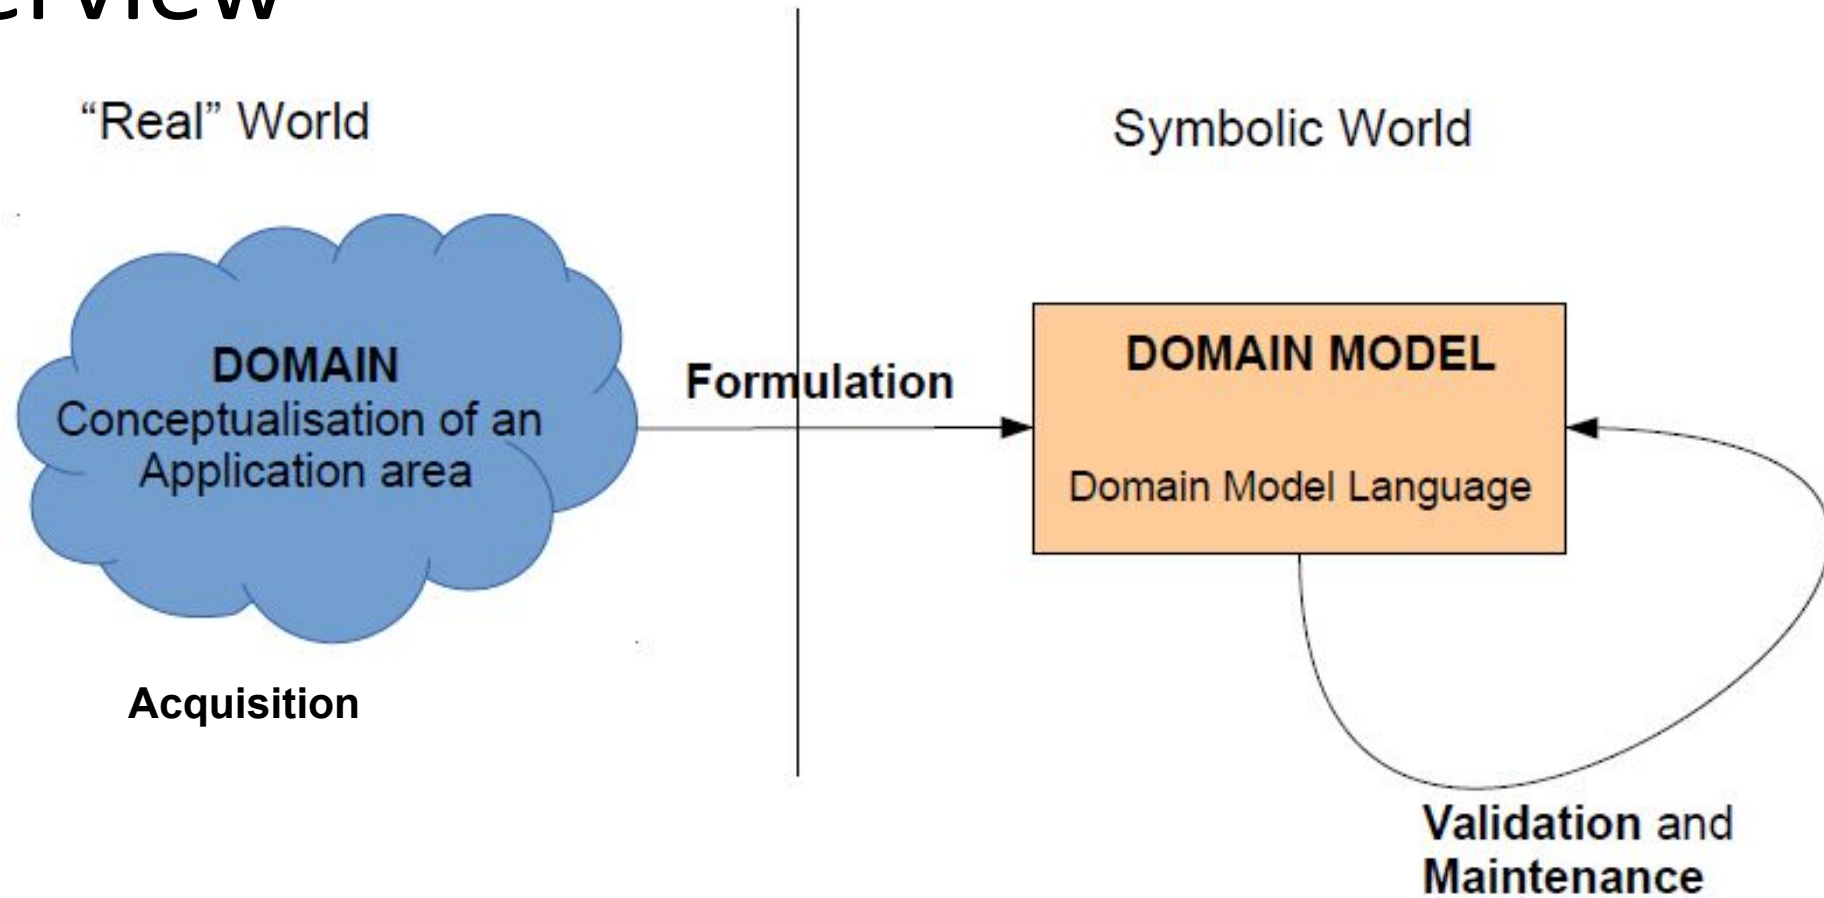 “Real” World
Symbolic World
DOMAIN
Conceptualisation of an
Application area
Formulation
DOMAIN MODEL
Domain Model Language
Acquisition
Validation and
Maintenance